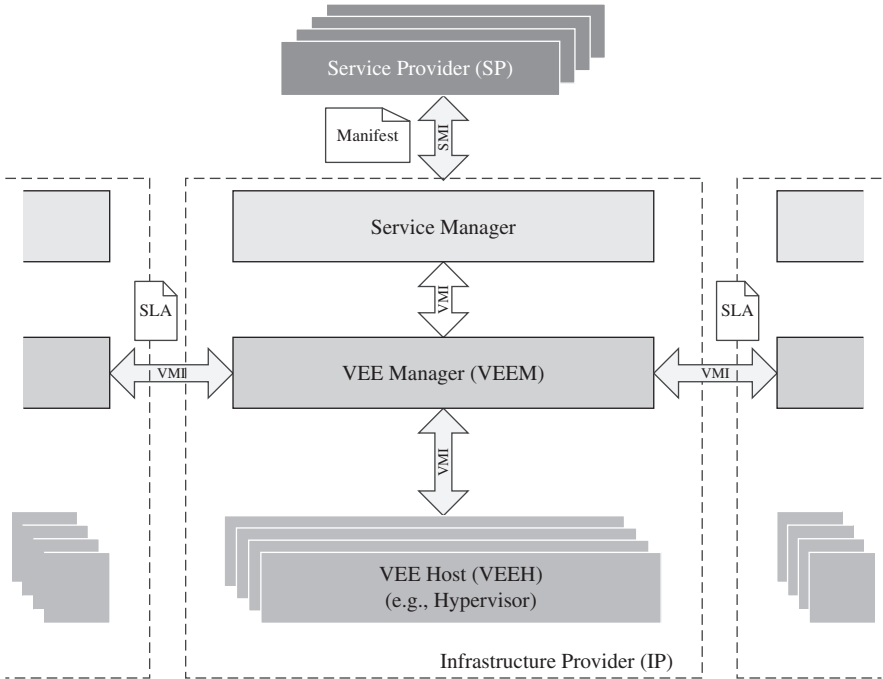 Service Provider (SP)
Manifest
SMI
Service Manager
SLA
VMI
SLA
VMI
VEE Manager (VEEM)
VMI
VMI
VEE Host (VEEH)
(e.g., Hypervisor)
Infrastructure Provider (IP)